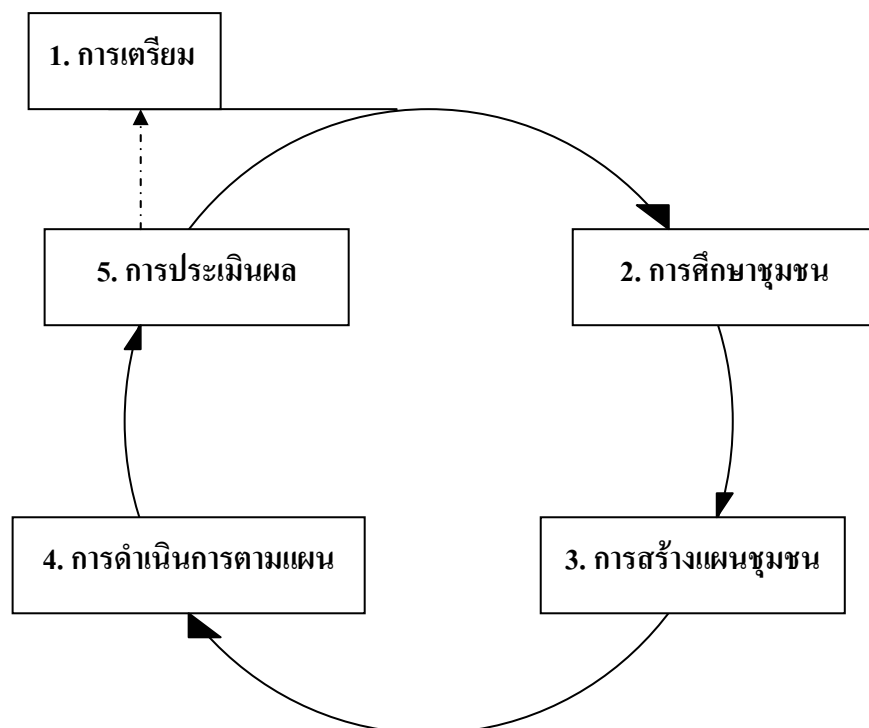 1. การเตรียม
5. การประเมินผล
2. การศึกษาชุมชน
4. การดำเนินการตามแผน
3. การสร้างแผนชุมชน